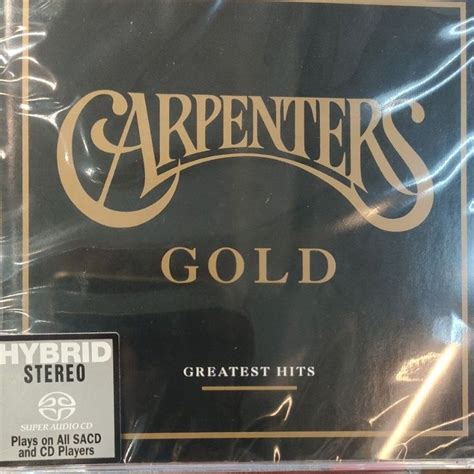 CARPENTERS
GOLD
GREATEST HITS
HYBRID
STEREO
SUPER AUDIO CD
Plays on All SACD
and CD Players